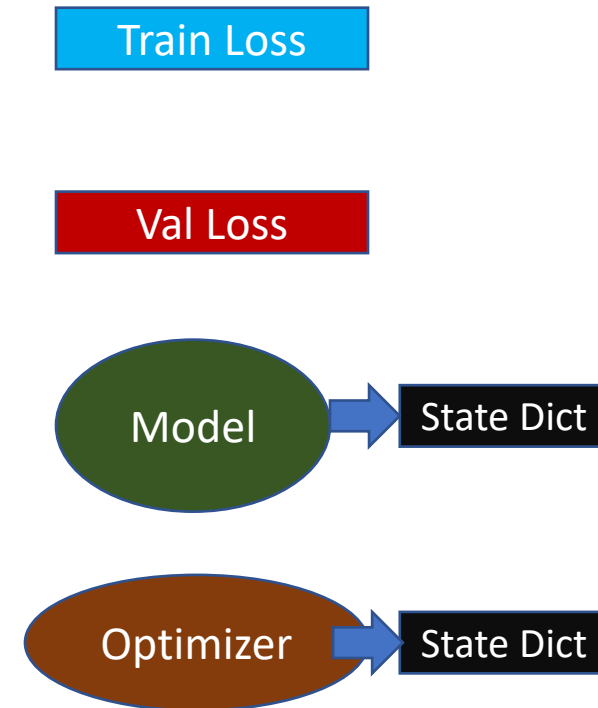 Train Loss
Val Loss
Model
State Dict
Optimizer
State Dict